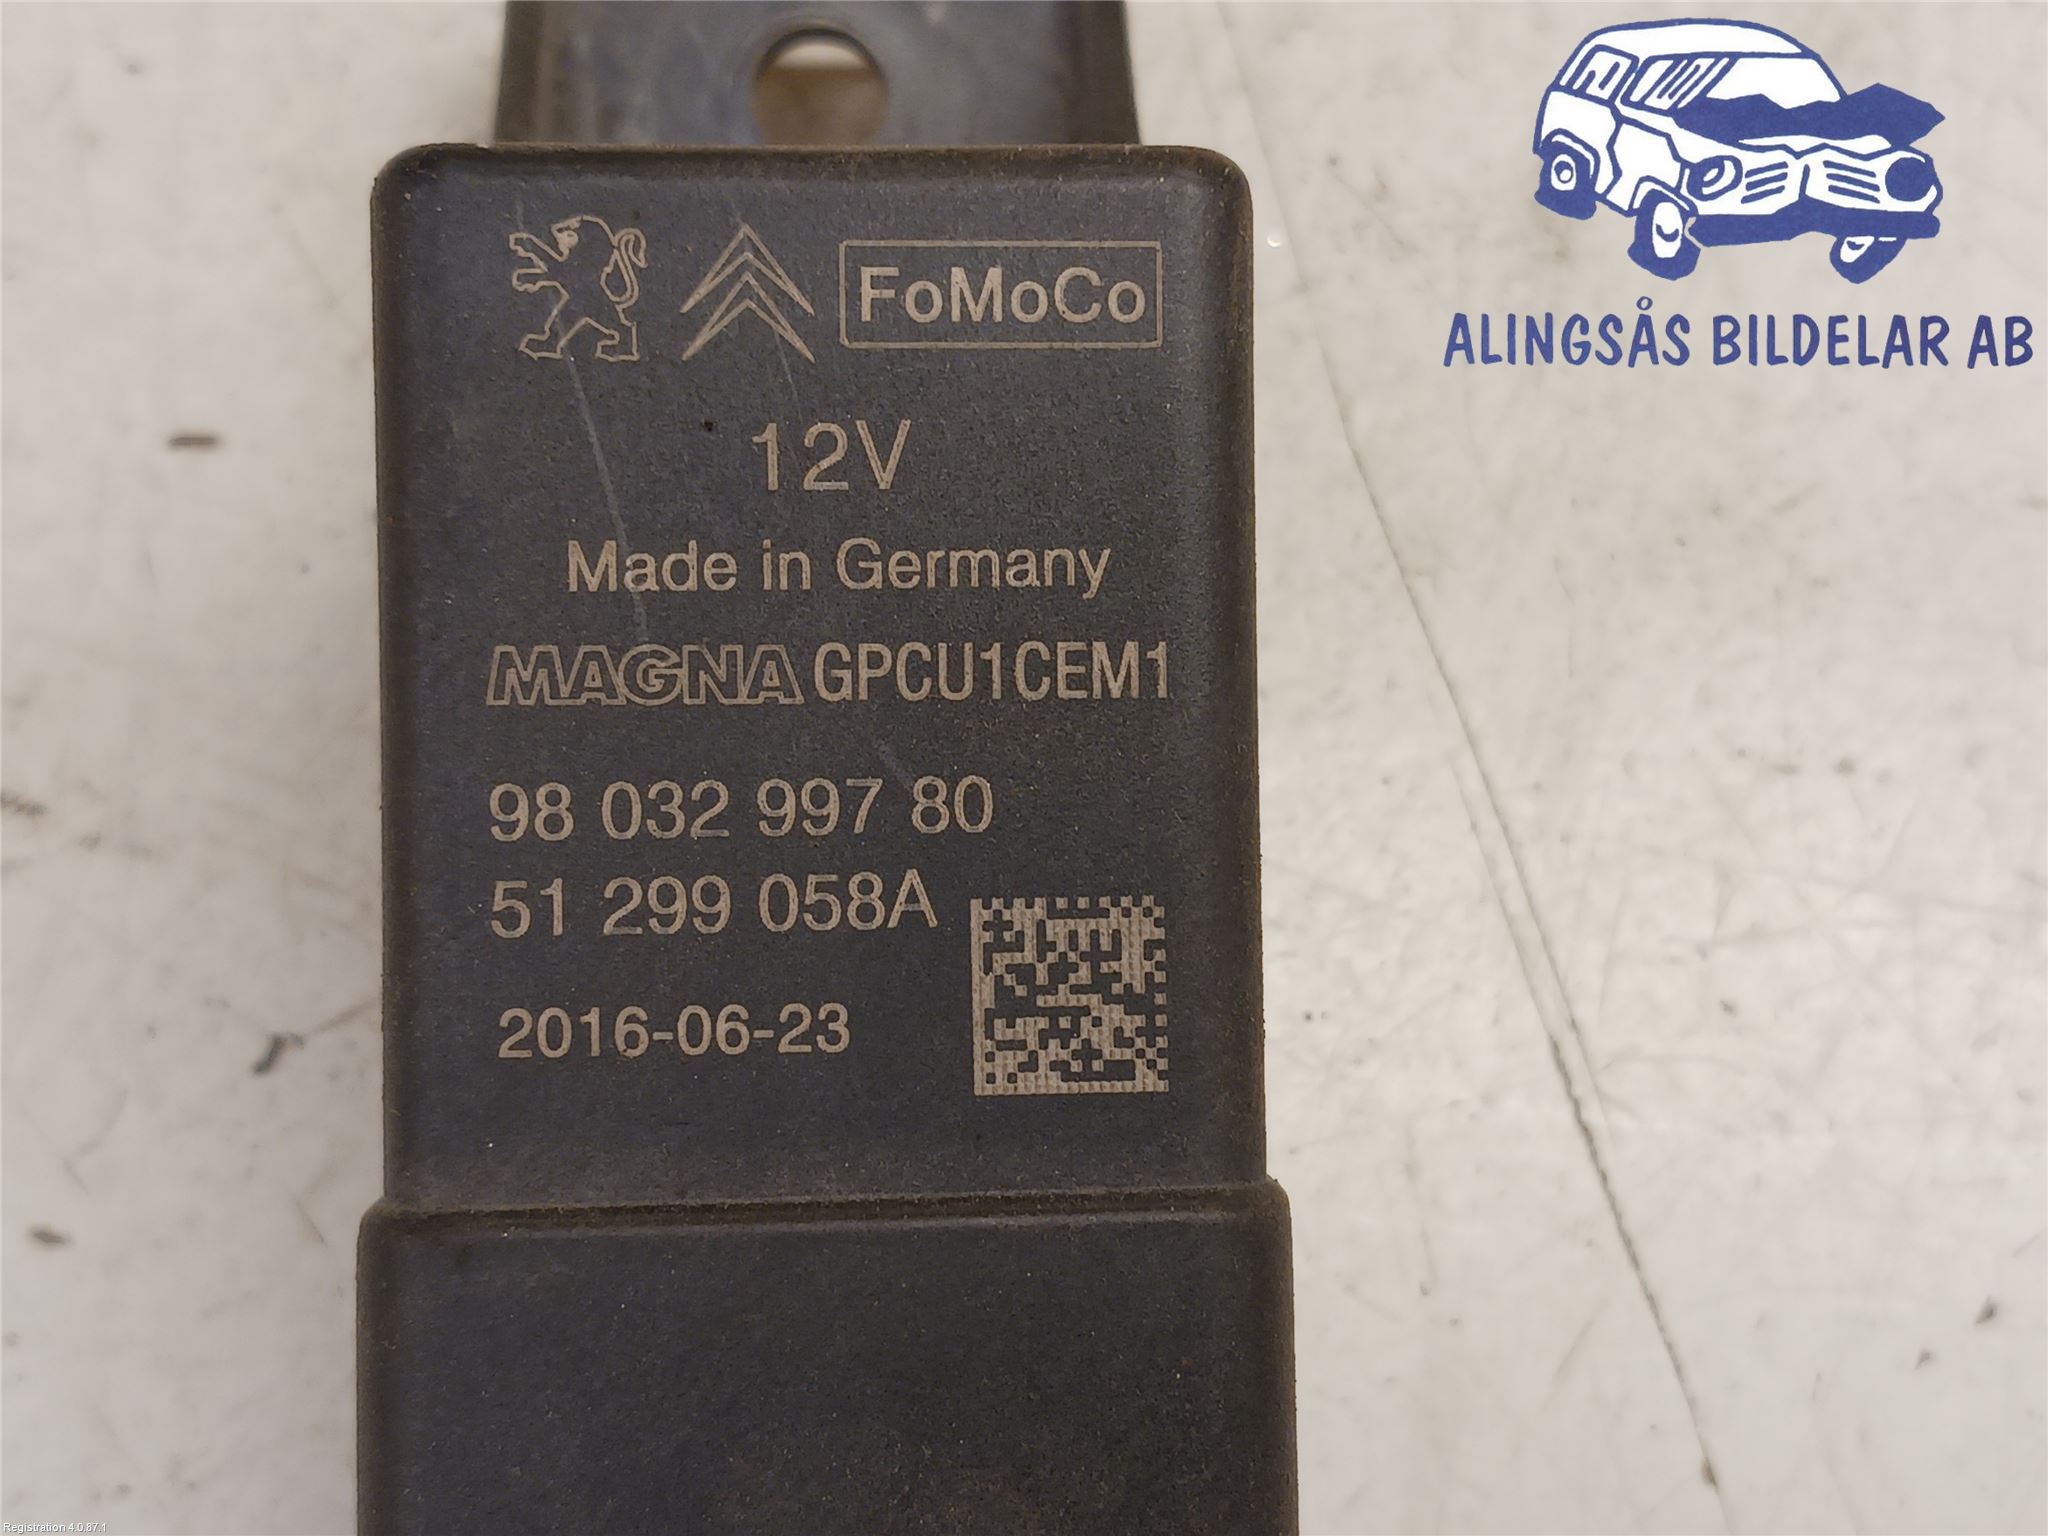 FoMoCo
12V
Made in Germany
MAGNA GPCU1CEM1
98 032 997 80
51 299 058A
2016-06-23
ALINGSÅS BILDELAR AB
Registration 4.0.87.1